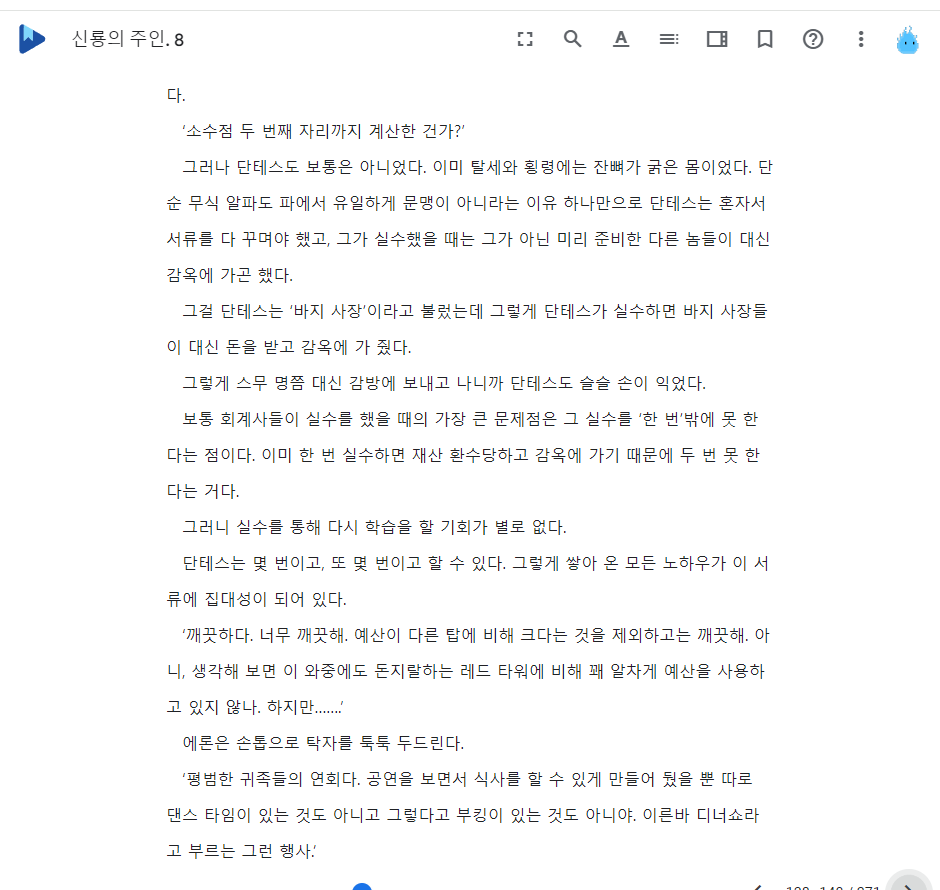 신룡의 주인. 8
다.
‘소수점 두 번째 자리까지 계산한 건가?’
그러나 단테스도 보통은 아니었다. 이미 탈세와 횡령에는 잔뼈가 굵은 몸이었다. 단
순 무식 알파도 파에서 유일하게 문맹이 아니라는 이유 하나만으로 단테스는 혼자서
서류를 다 꾸며야 했고, 그가 실수했을 때는 그가 아닌 미리 준비한 다른 놈들이 대신
감옥에 가곤 했다.
그걸 단테스는 ‘바지 사장’이라고 불렀는데 그렇게 단테스가 실수하면 바지 사장들
이 대신 돈을 받고 감옥에 가 줬다.
그렇게 스무 명쯤 대신 감방에 보내고 나니까 단테스도 슬슬 손이 익었다.
보통 회계사들이 실수를 했을 때의 가장 큰 문제점은 그 실수를 ‘한 번’밖에 못 한
다는 점이다. 이미 한 번 실수하면 재산 환수당하고 감옥에 가기 때문에 두 번 못 한
다는 거다.
그러니 실수를 통해 다시 학습을 할 기회가 별로 없다.
단테스는 몇 번이고, 또 몇 번이고 할 수 있다. 그렇게 쌓아 온 모든 노하우가 이 서
류에 집대성이 되어 있다.
‘깨끗하다. 너무 깨끗해. 예산이 다른 탑에 비해 크다는 것을 제외하고는 깨끗해. 아
니, 생각해 보면 이 와중에도 돈지랄하는 레드 타워에 비해 꽤 알차게 예산을 사용하
고 있지 않나. 하지만…….’
에론은 손톱으로 탁자를 툭툭 두드린다.
‘평범한 귀족들의 연회다. 공연을 보면서 식사를 할 수 있게 만들어 뒀을 뿐 따로
댄스 타임이 있는 것도 아니고 그렇다고 부킹이 있는 것도 아니야. 이른바 디너쇼라
고 부르는 그런 행사.’